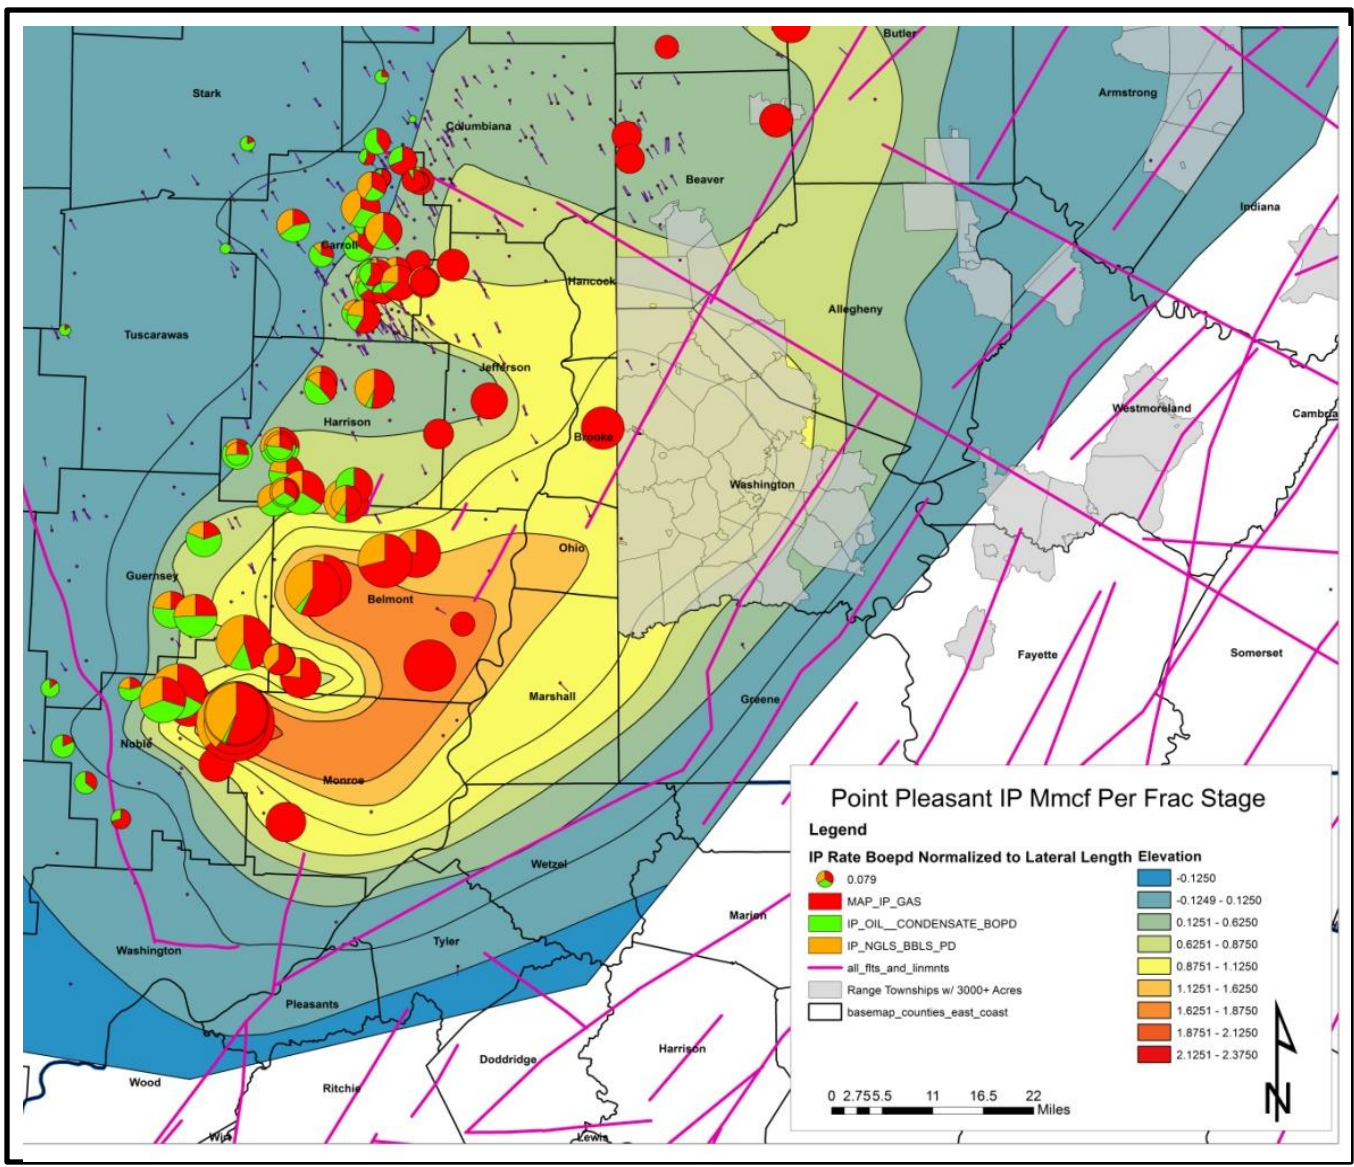 Butler
Stark
Armstrong
Columbiana
Beaver
Indiana
Carroll
Hancock
Allegheny
Tuscarawas
Jefferson
Westmoreland
Cambria
Harrison
Brooke
Washington
Ohio
Guernsey
Belmont
Fayette
Somerset
Marshall
Greene
Noble
Monroe
Point Pleasant IP Mmcf Per Frac Stage
Legend
IP Rate Boepd Normalized to Lateral Length
0.079
MAP_IP_GAS
IP_OIL__CONDENSATE_BOPD
IP_NGLS_BBLS_PD
all_flts_and_linmnts
Range Townships w/ 3000+ Acres
basemap_counties_east_coast
Elevation
-0.1250
-0.1249 - 0.1250
0.1251 - 0.6250
0.6251 - 0.8750
0.8751 - 1.1250
1.1251 - 1.6250
1.6251 - 1.8750
1.8751 - 2.1250
2.1251 - 2.3750
0 2.75 5.5 11 16.5 22
Miles
N
Wetzel
Marion
Tyler
Washington
Pleasants
Harrison
Doddridge
Wood
Ritchie
Lewis